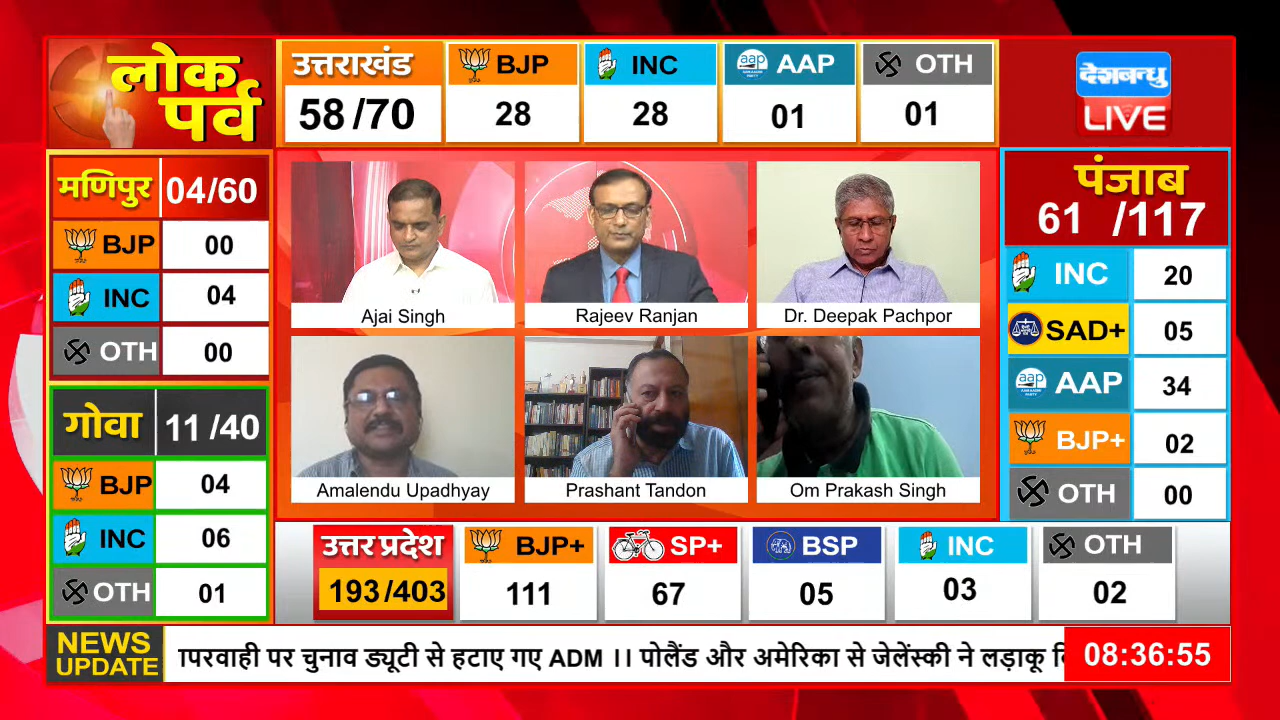 लोक
पर्व
उत्तराखंड
58/70
BJP
28
INC
28
aap
AAP
01
OTH
01
देशबन्धु
LIVE
मणिपुर
04/60
BJP
00
INC
04
OTH
00
गोवा
11/40
BJP
04
INC
06
OTH
01
Ajai Singh
Rajeev Ranjan
Dr. Deepak Pachpor
Amalendu Upadhyay
Prashant Tandon
Om Prakash Singh
पंजाब
61/117
INC
20
SAD+
05
aap
AAP
34
BJP+
02
OTH
00
उत्तर प्रदेश
193/403
BJP+
111
SP+
67
BSP
05
INC
03
OTH
02
NEWS
UPDATE
ापरवाही पर चुनाव ड्यूटी से हटाए गए ADM ।। पोलैंड और अमेरिका से जेलेंस्की ने लड़ाकू
08:36:55